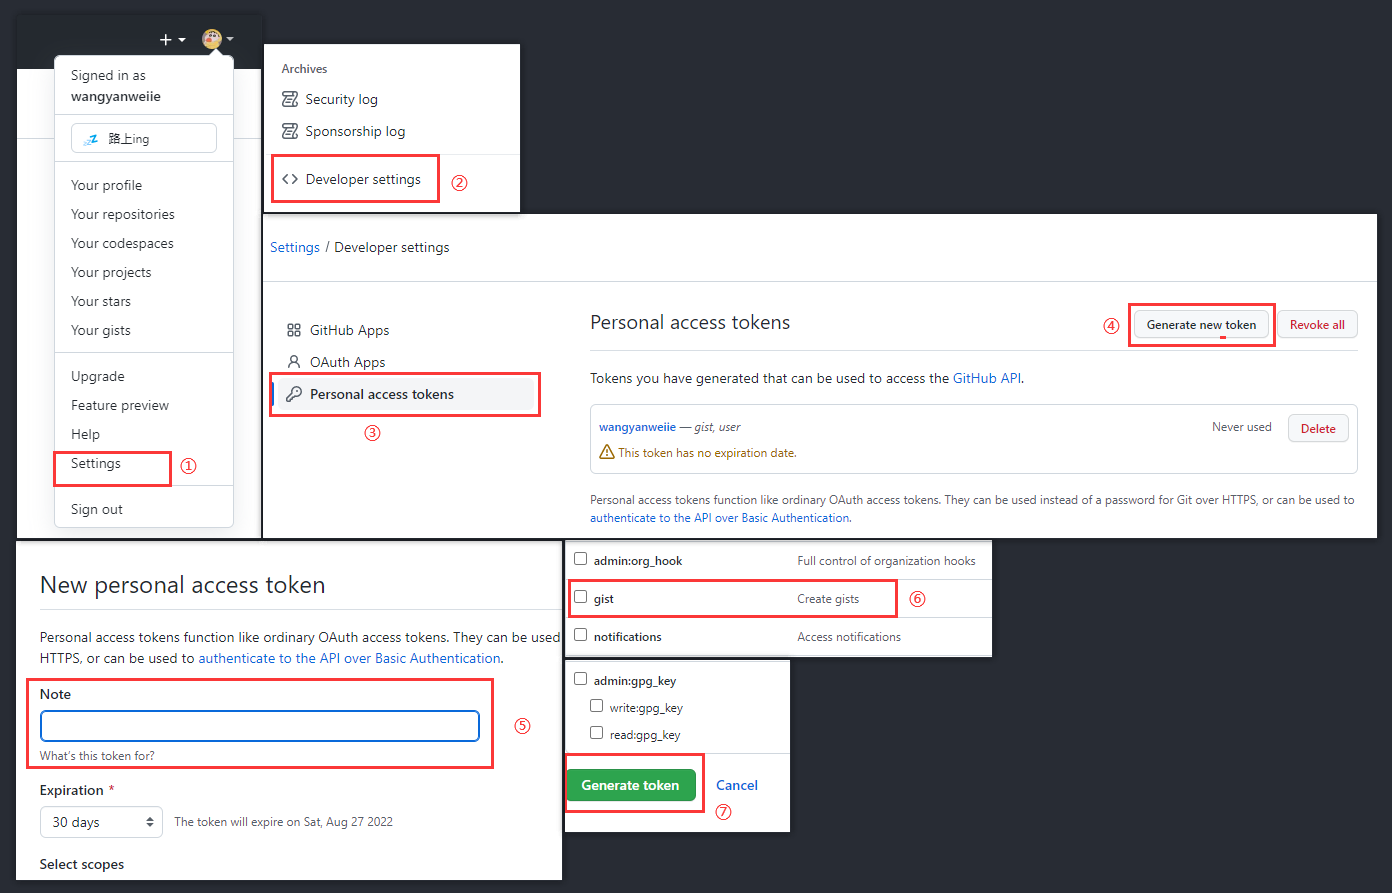 Signed in as
wangyanweiie
路上ing
Your profile
Your repositories
Your codespaces
Your projects
Your stars
Your gists
Upgrade
Feature preview
Help
Settings
①
Sign out
Archives
Security log
Sponsorship log
Developer settings
②
Settings / Developer settings
GitHub Apps
OAuth Apps
Personal access tokens
③
Personal access tokens
④
Generate new token
Revoke all
Tokens you have generated that can be used to access the GitHub API.
wangyanweiie — gist, user
Never used
Delete
This token has no expiration date.
Personal access tokens function like ordinary OAuth access tokens. They can be used instead of a password for Git over HTTPS, or can be used to
authenticate to the API over Basic Authentication.
New personal access token
Personal access tokens function like ordinary OAuth access tokens. They can be used
HTTPS, or can be used to authenticate to the API over Basic Authentication.
Note
⑤
What's this token for?
Expiration *
30 days
The token will expire on Sat, Aug 27 2022
Select scopes
admin:org_hook Full control of organization hooks
gist Create gists
⑥
notifications Access notifications
admin:gpg_key
write:gpg_key
read:gpg_key
Generate token
Cancel
⑦